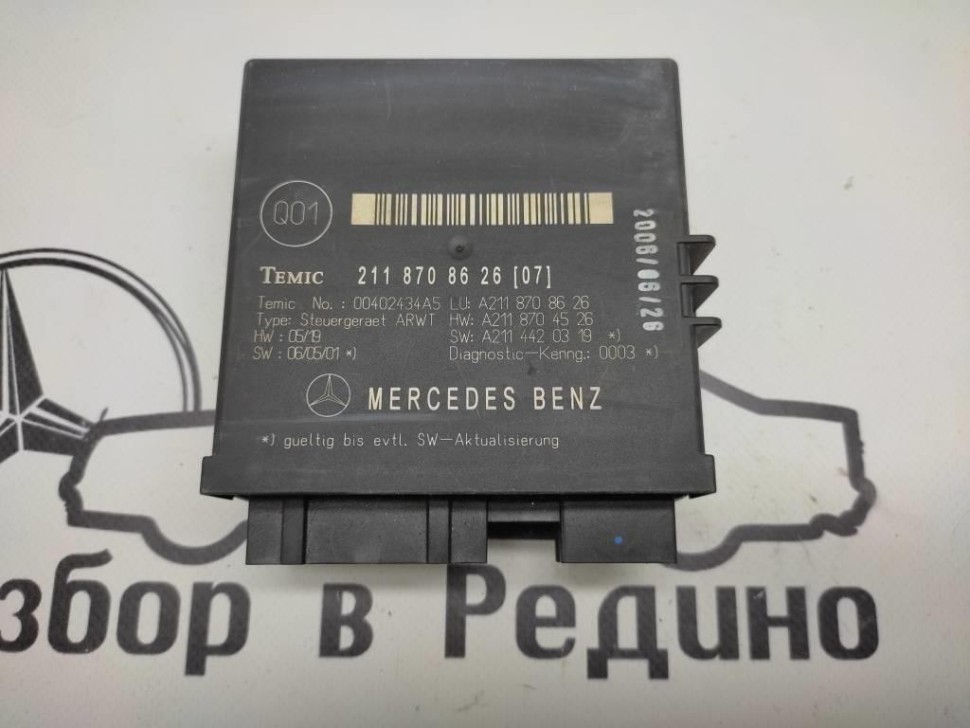 Q01
2006/06/26
TEMIC 211 870 86 26 [07]
Temic No.: 00402434A5 LU: A211 870 86 26
Type: Steuergeraet ARWT HW: A211 870 45 26
HW : 05/19 SW: A211 442 03 19 *)
SW : 06/05/01 *) Diagnostic-Kenng.: 0003 *)
MERCEDES BENZ
*) gueltig bis evtl. SW-Aktualisierung
збор в Редино